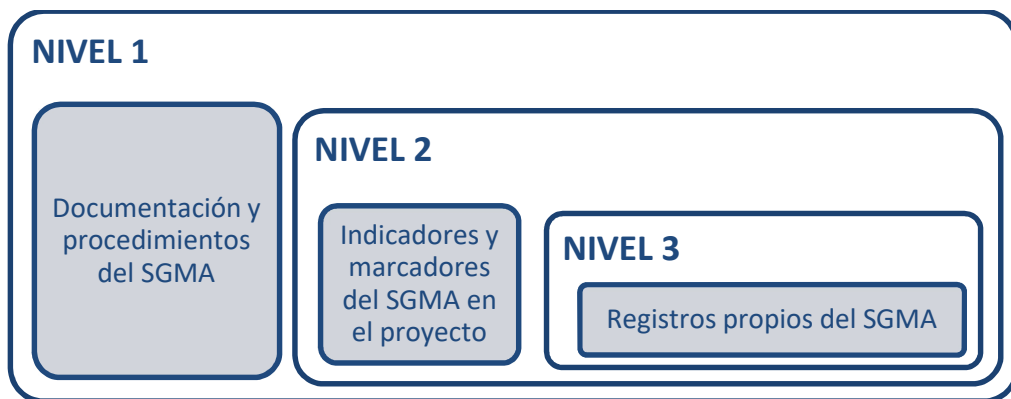 NIVEL 1
Documentación y
procedimientos
del SGMA
NIVEL 2
Indicadores y
marcadores
del SGMA en
el proyecto
NIVEL 3
Registros propios del SGMA